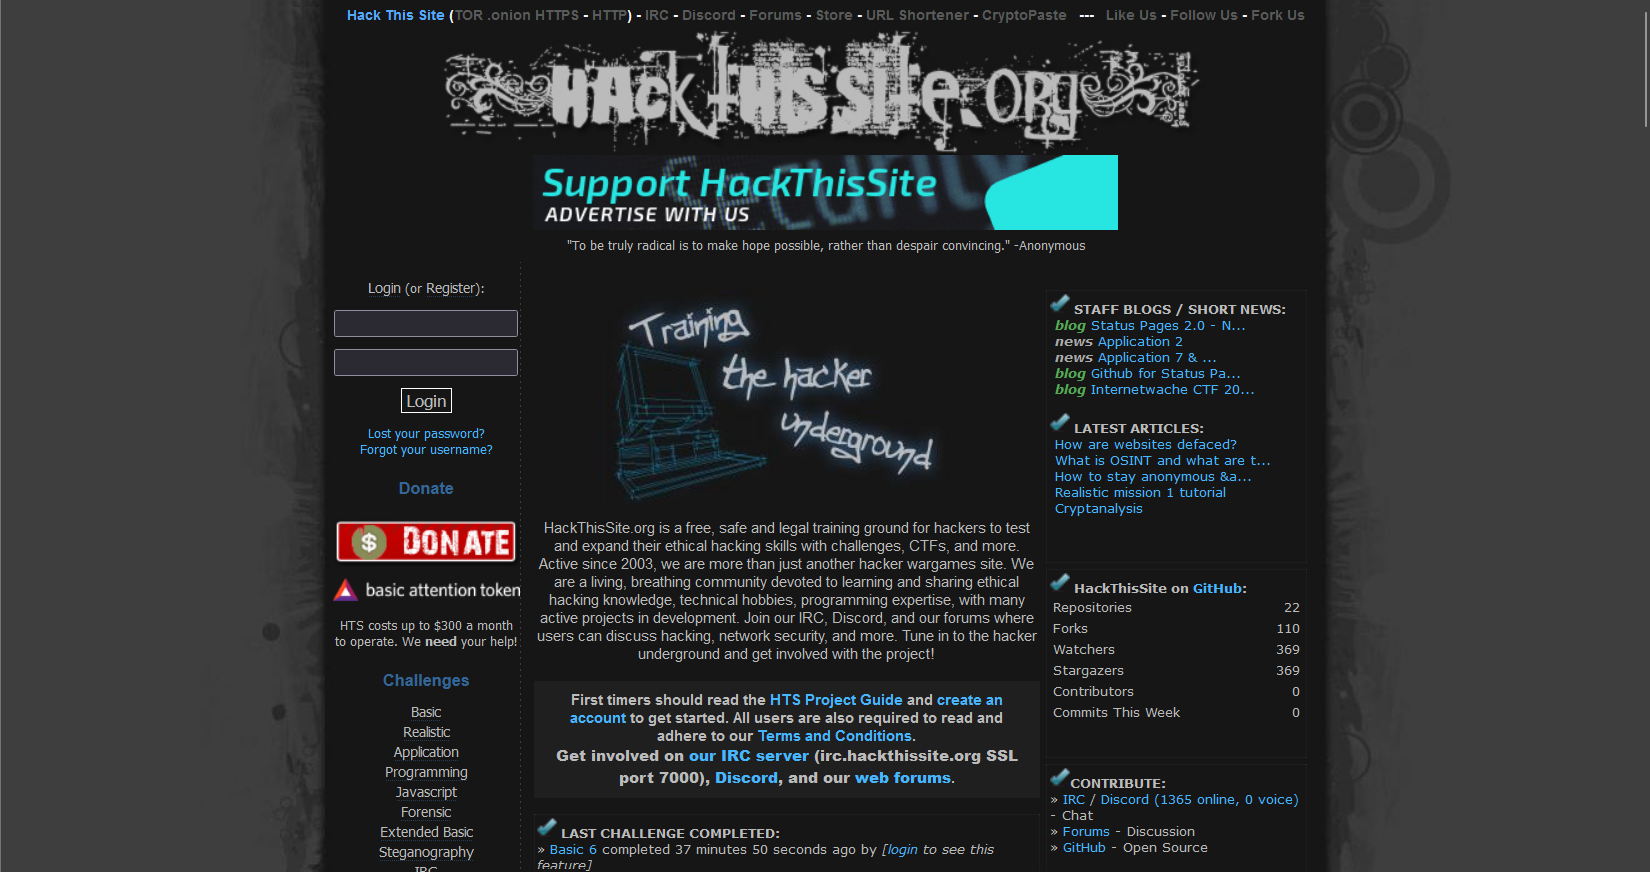 Hack This Site (TOR .onion HTTPS - HTTP) - IRC - Discord - Forums - Store - URL Shortener - CryptoPaste --- Like Us - Follow Us - Fork Us
HackThisSite.org
Support HackThisSite
ADVERTISE WITH US
"To be truly radical is to make hope possible, rather than despair convincing." -Anonymous
Login (or Register):
Login
Lost your password?
Forgot your username?
Donate
DONATE
basic attention token
HTS costs up to $300 a month
to operate. We need your help!
Challenges
Basic
Realistic
Application
Programming
Javascript
Forensic
Extended Basic
Steganography
IRC
Training
the hacker
underground
HackThisSite.org is a free, safe and legal training ground for hackers to test
and expand their ethical hacking skills with challenges, CTFs, and more.
Active since 2003, we are more than just another hacker wargames site. We
are a living, breathing community devoted to learning and sharing ethical
hacking knowledge, technical hobbies, programming expertise, with many
active projects in development. Join our IRC, Discord, and our forums where
users can discuss hacking, network security, and more. Tune in to the hacker
underground and get involved with the project!
First timers should read the HTS Project Guide and create an
account to get started. All users are also required to read and
adhere to our Terms and Conditions.
Get involved on our IRC server (irc.hackthissite.org SSL
port 7000), Discord, and our web forums.
LAST CHALLENGE COMPLETED:
» Basic 6 completed 37 minutes 50 seconds ago by [login to see this
feature]
STAFF BLOGS / SHORT NEWS:
blog Status Pages 2.0 - N...
news Application 2
news Application 7 & ...
blog Github for Status Pa...
blog Internetwache CTF 20...
LATEST ARTICLES:
How are websites defaced?
What is OSINT and what are t...
How to stay anonymous &a...
Realistic mission 1 tutorial
Cryptanalysis
HackThisSite on GitHub:
Repositories 22
Forks 110
Watchers 369
Stargazers 369
Contributors 0
Commits This Week 0
CONTRIBUTE:
» IRC / Discord (1365 online, 0 voice)
- Chat
» Forums - Discussion
» GitHub - Open Source